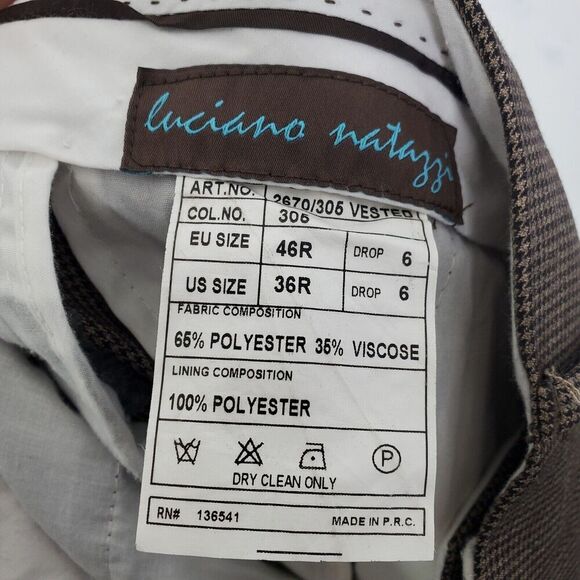 luciano natazzi
ART.NO. 2670/305 VESTED
COL.NO. 305
EU SIZE 46R DROP 6
US SIZE 36R DROP 6
FABRIC COMPOSITION
65% POLYESTER 35% VISCOSE
LINING COMPOSITION
100% POLYESTER
P
DRY CLEAN ONLY
RN# 136541 MADE IN P.R.C.